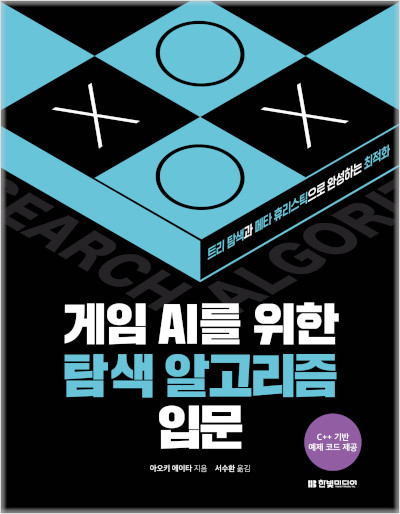 트리 탐색과 메타 휴리스틱으로 완성하는 최적화
SEARCH ALGORI
게임 AI를 위한
탐색 알고리즘
입문
C++ 기반
예제 코드 제공
아오키 에이타 지음 서수환 옮김
한빛미디어